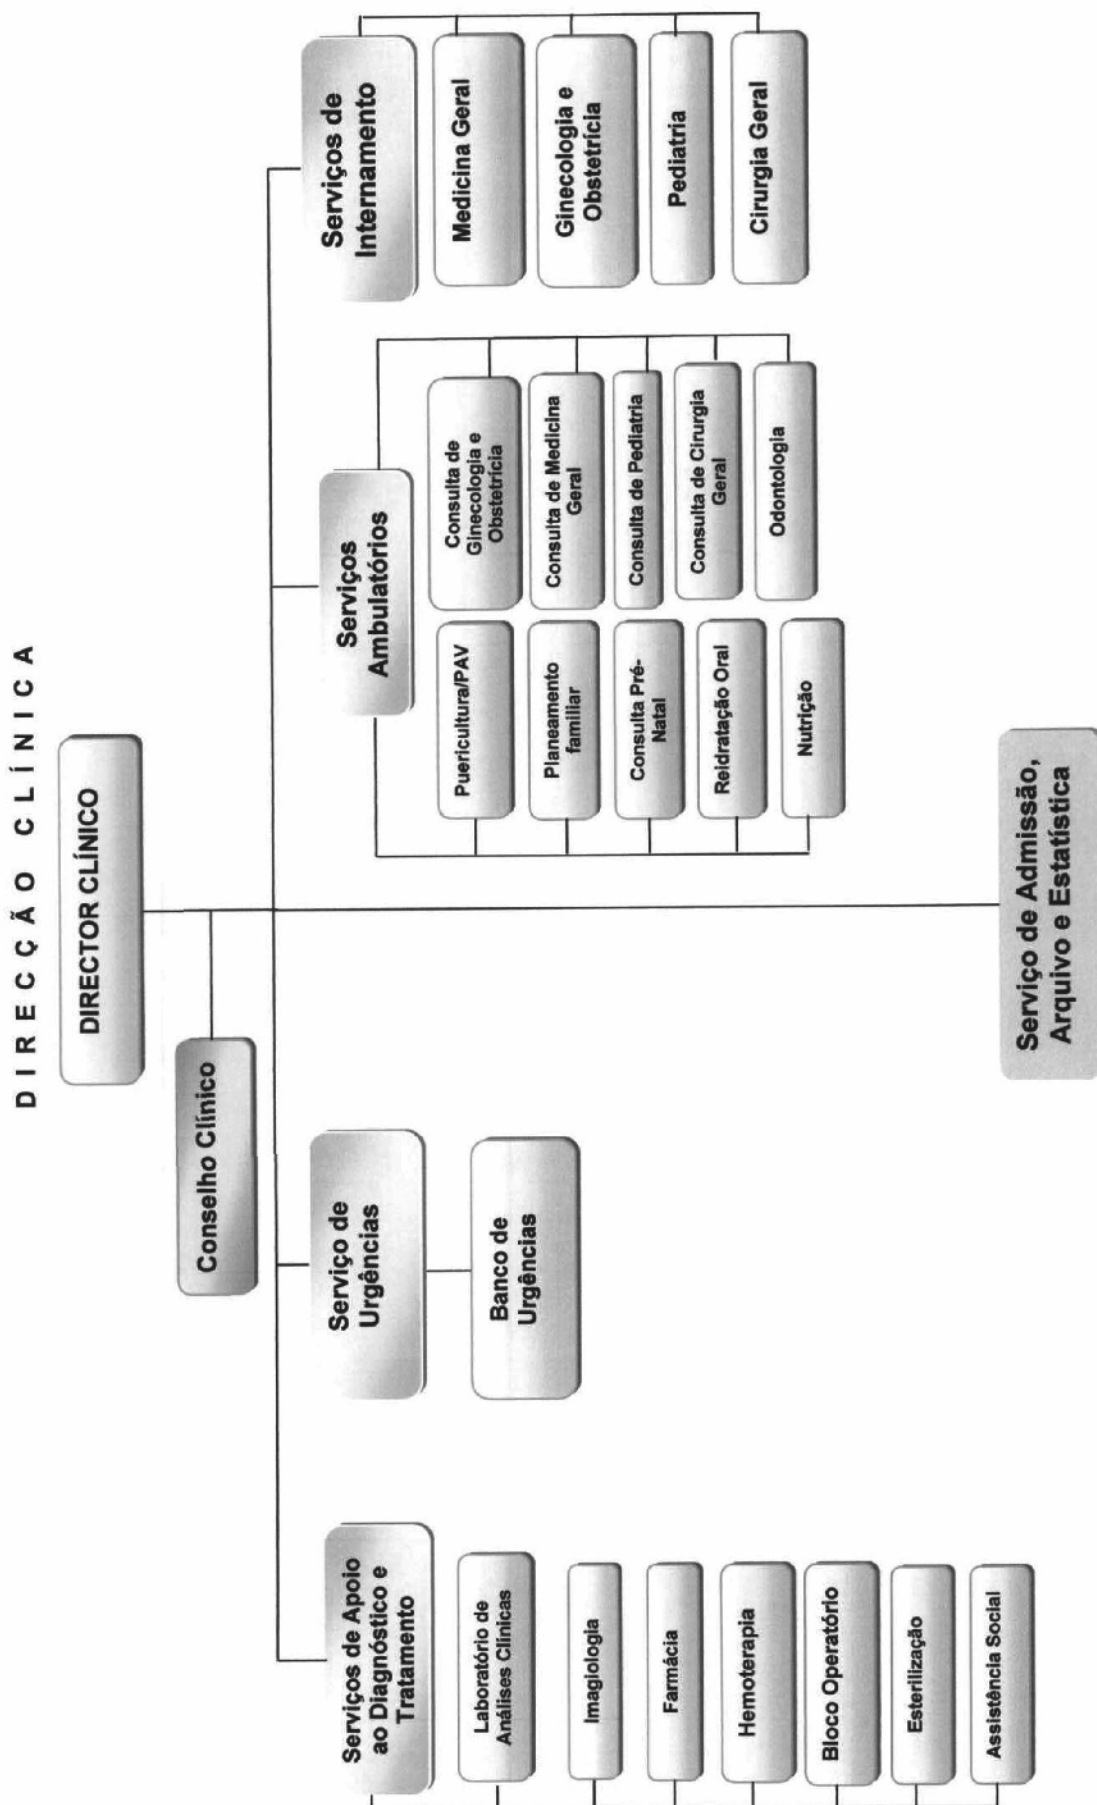 DIRECÇÃO CLÍNICA
DIRECTOR CLÍNICO
Conselho Clínico
Serviços de Apoio
ao Diagnóstico e
Tratamento
Laboratório de
Análises Clínicas
Imagiologia
Farmácia
Hemoterapia
Bloco Operatório
Esterilização
Assistência Social
Serviço de
Urgências
Banco de
Urgências
Serviços
Ambulatórios
Puericultura/PAV
Planeamento
familiar
Consulta Pré-
Natal
Reidratação Oral
Nutrição
Consulta de
Ginecologia e
Obstetrícia
Consulta de Medicina
Geral
Consulta de Pediatria
Consulta de Cirurgia
Geral
Odontologia
Serviços de
Internamento
Medicina Geral
Ginecologia e
Obstetrícia
Pediatria
Cirurgia Geral
Serviço de Admissão,
Arquivo e Estatística